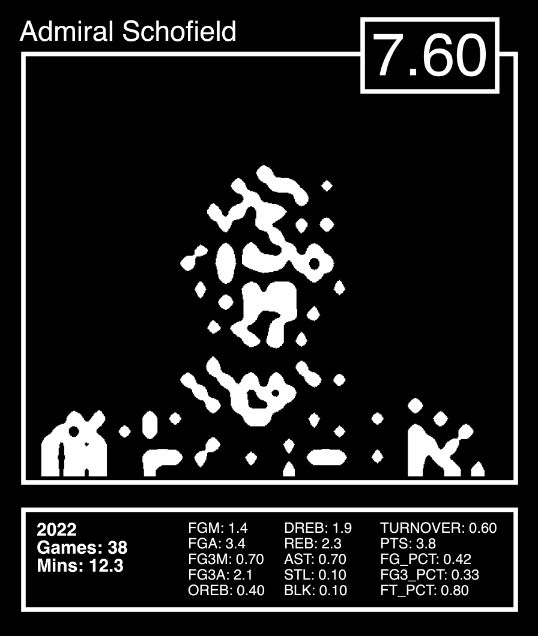 Admiral Schofield
7.60
2022
Games: 38
Mins: 12.3
FGM: 1.4
FGA: 3.4
FG3M: 0.70
FG3A: 2.1
OREB: 0.40
DREB: 1.9
REB: 2.3
AST: 0.70
STL: 0.10
BLK: 0.10
TURNOVER: 0.60
PTS: 3.8
FG_PCT: 0.42
FG3_PCT: 0.33
FT_PCT: 0.80